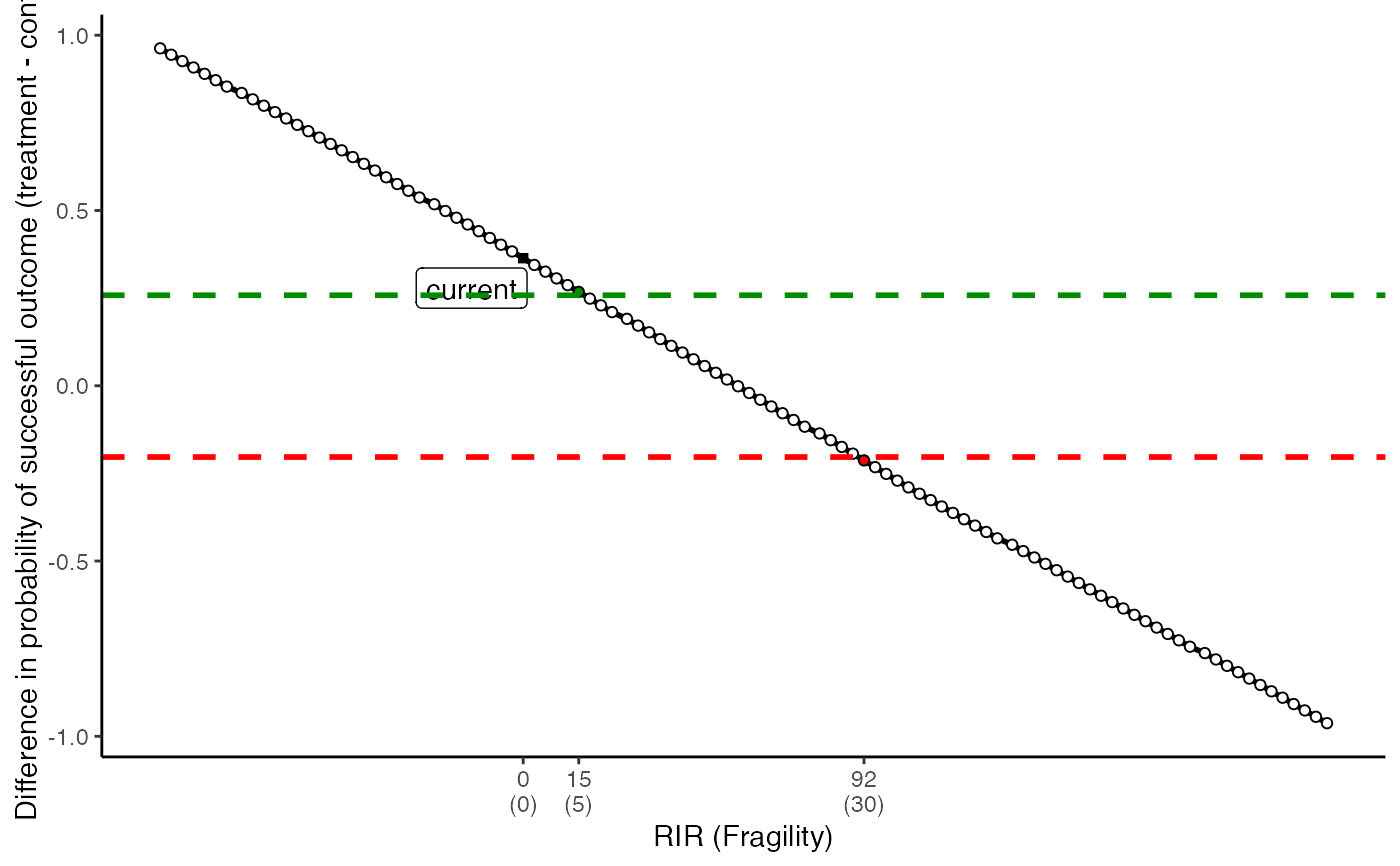 Difference in probability of successful outcome (treatment - con
1.0
0.5
0.0
-0.5
-1.0
current
0 15 92
(0) (5) (30)
RIR (Fragility)